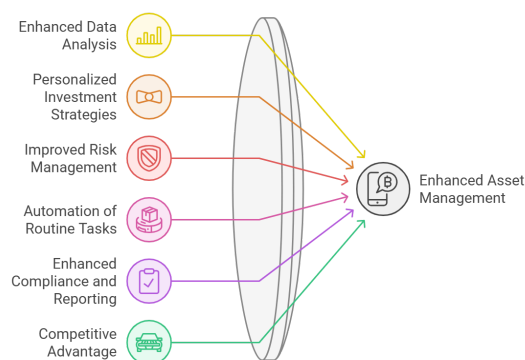 Enhanced Data
Analysis
Personalized
Investment
Strategies
Improved Risk
Management
Automation of
Routine Tasks
Enhanced
Compliance and
Reporting
Competitive
Advantage
Enhanced Asset
Management